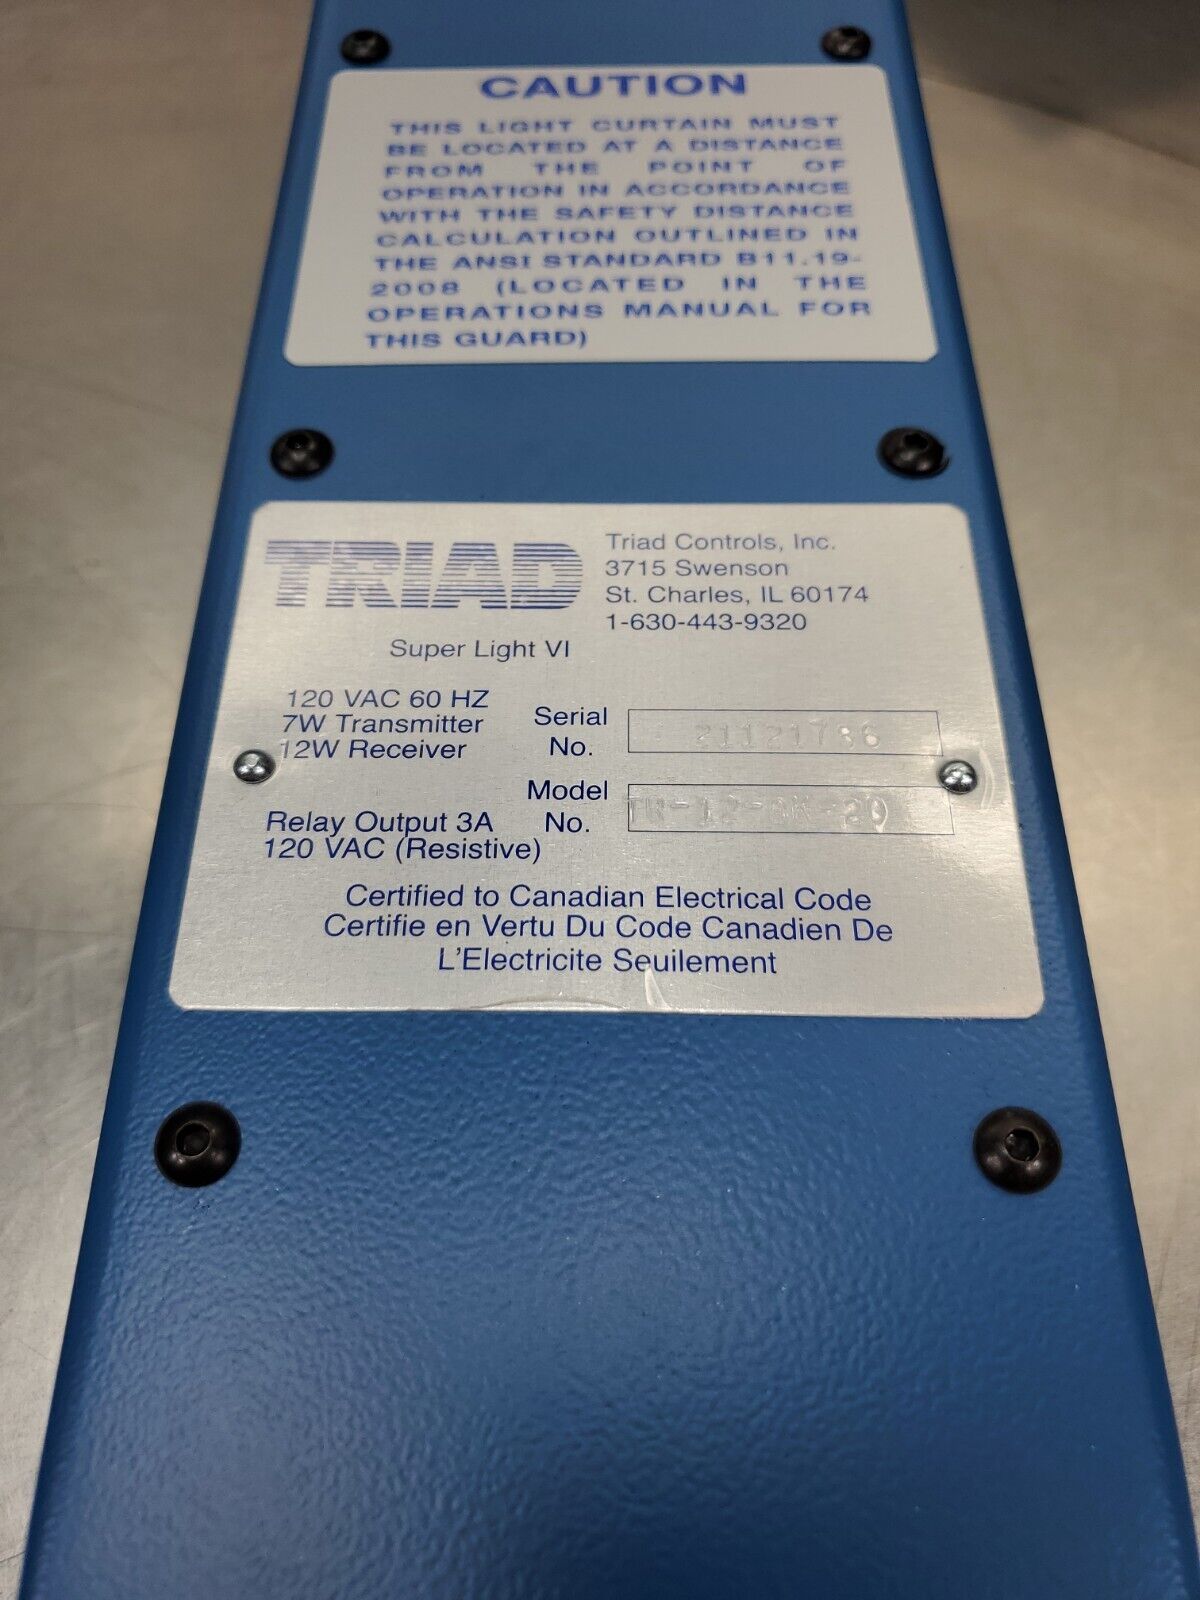 CAUTION
THIS LIGHT CURTAIN MUST
BE LOCATED AT A DISTANCE
FROM THE POINT OF
OPERATION IN ACCORDANCE
WITH THE SAFETY DISTANCE
CALCULATION OUTLINED IN
THE ANSI STANDARD B11.19-
2008 (LOCATED IN THE
OPERATIONS MANUAL FOR
THIS GUARD)
TRIAD
Triad Controls, Inc.
3715 Swenson
St. Charles, IL 60174
1-630-443-9320
Super Light VI
120 VAC 60 HZ
7W Transmitter
12W Receiver
Serial
No.
21121786
Model
No.
Relay Output 3A
120 VAC (Resistive)
Certified to Canadian Electrical Code
Certifie en Vertu Du Code Canadien De
L'Electricite Seuilement